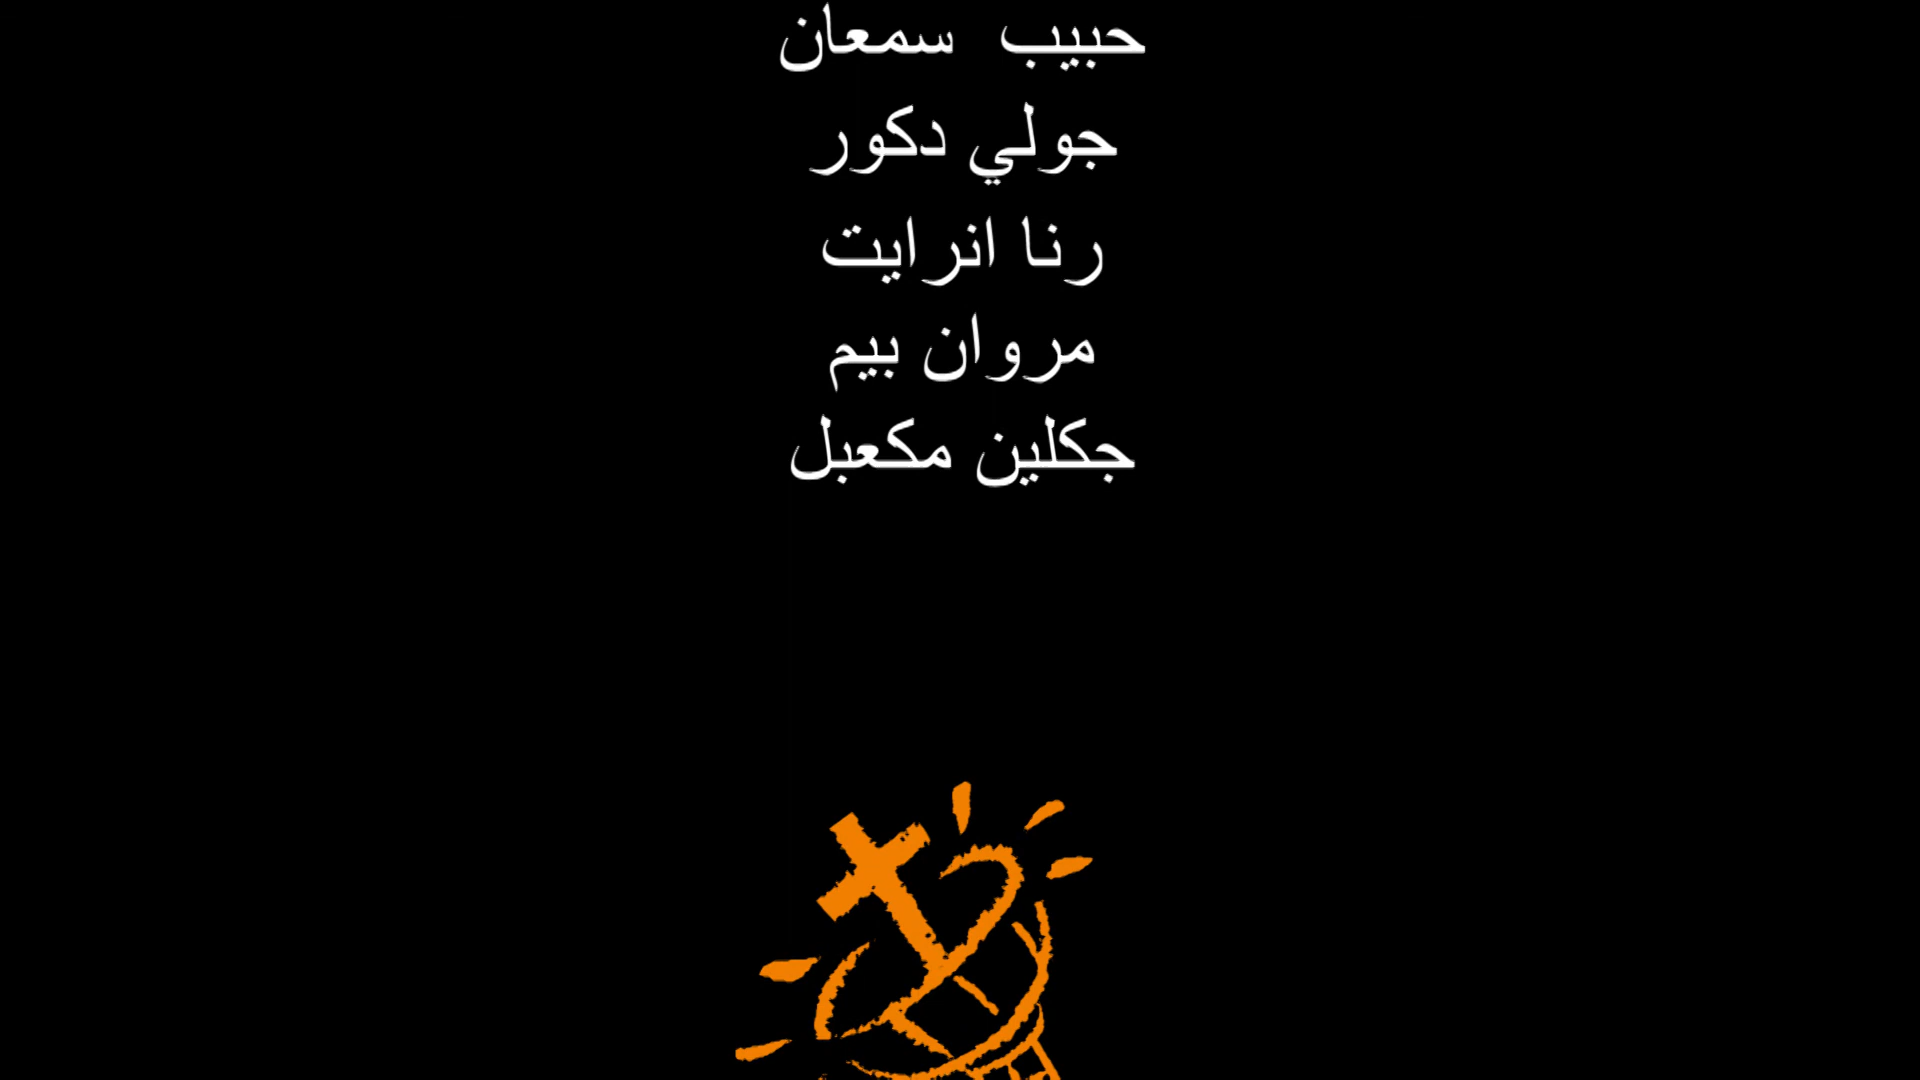 حبيب سمعان
جولي دكور
رنا انرايت
مروان بيم
جكلين مكعبل